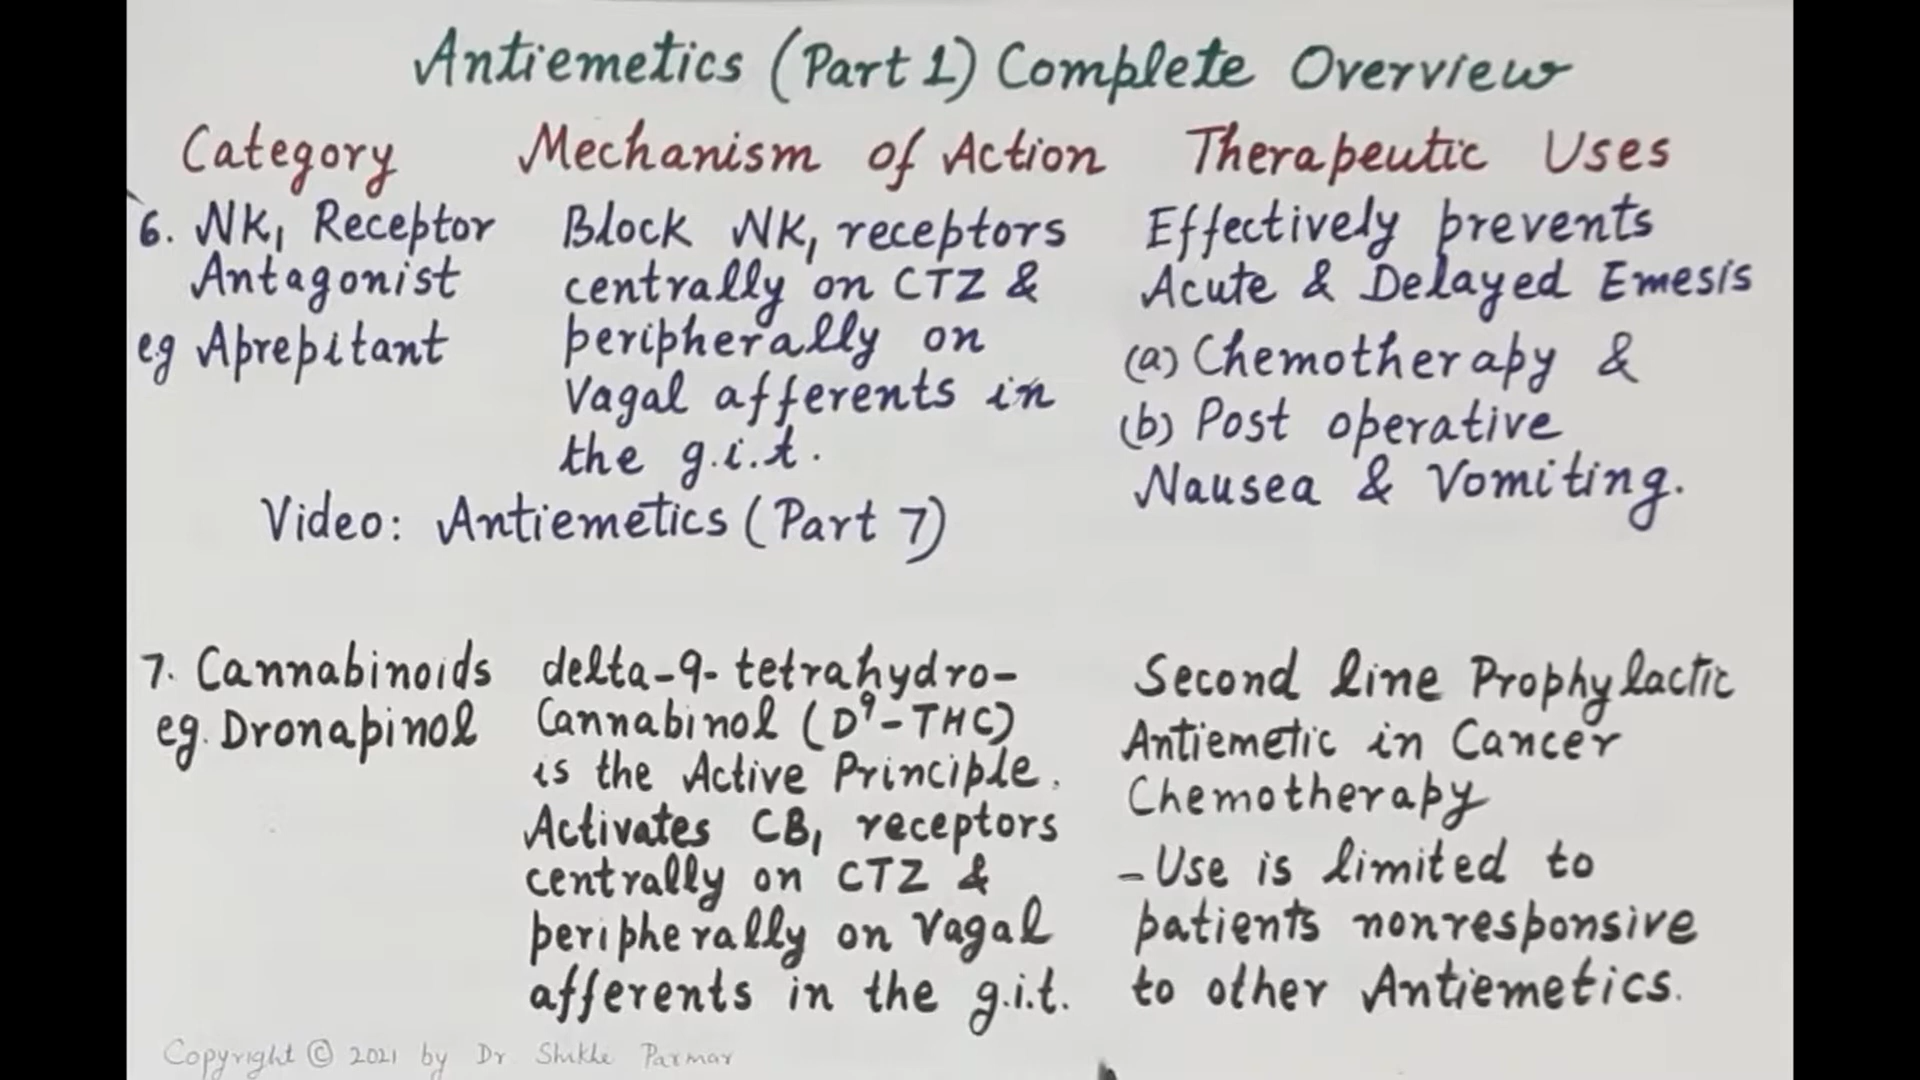 Antiemetics (Part 1) Complete Overview
Category Mechanism of Action Therapeutic Uses
6. NK₁ Receptor
Antagonist
eg Aprepitant
Block NK₁ receptors
centrally on CTZ &
peripherally on
Vagal afferents in
the g.i.t.
Effectively prevents
Acute & Delayed Emesis
(a) Chemotherapy &
(b) Post operative
Nausea & Vomiting.
Video: Antiemetics (Part 7)
7. Cannabinoids
eg. Dronapinol
delta-9-tetrahydro-
Cannabinol (D⁹-THC)
is the Active Principle.
Activates CB₁ receptors
centrally on CTZ &
peripherally on Vagal
afferents in the g.i.t.
Second line Prophylactic
Antiemetic in Cancer
Chemotherapy
- Use is limited to
patients nonresponsive
to other Antiemetics.
Copyright © 2021 by Dr Shikha Parmar